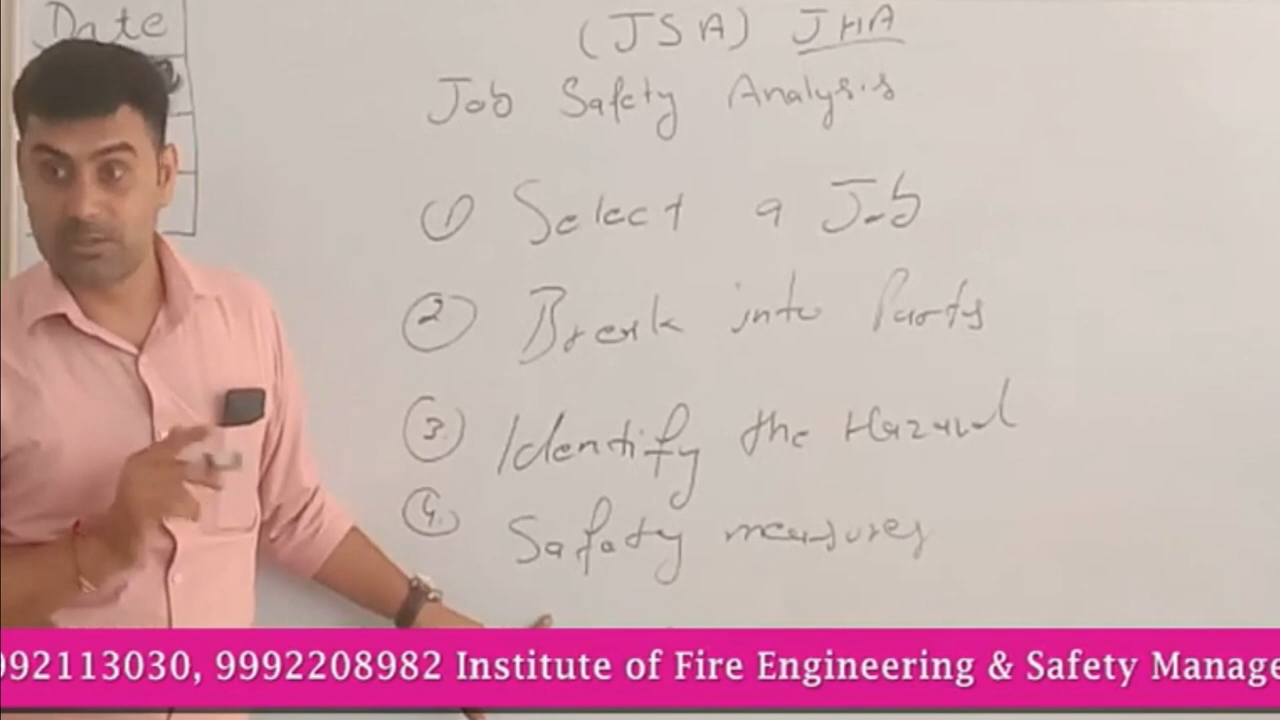 Date
(JSA) JHA
Job Safety Analysis
① Select a Job
② Break into Parts
③ Identify the Hazard
④ Safety measures
992113030, 9992208982 Institute of Fire Engineering & Safety Manage